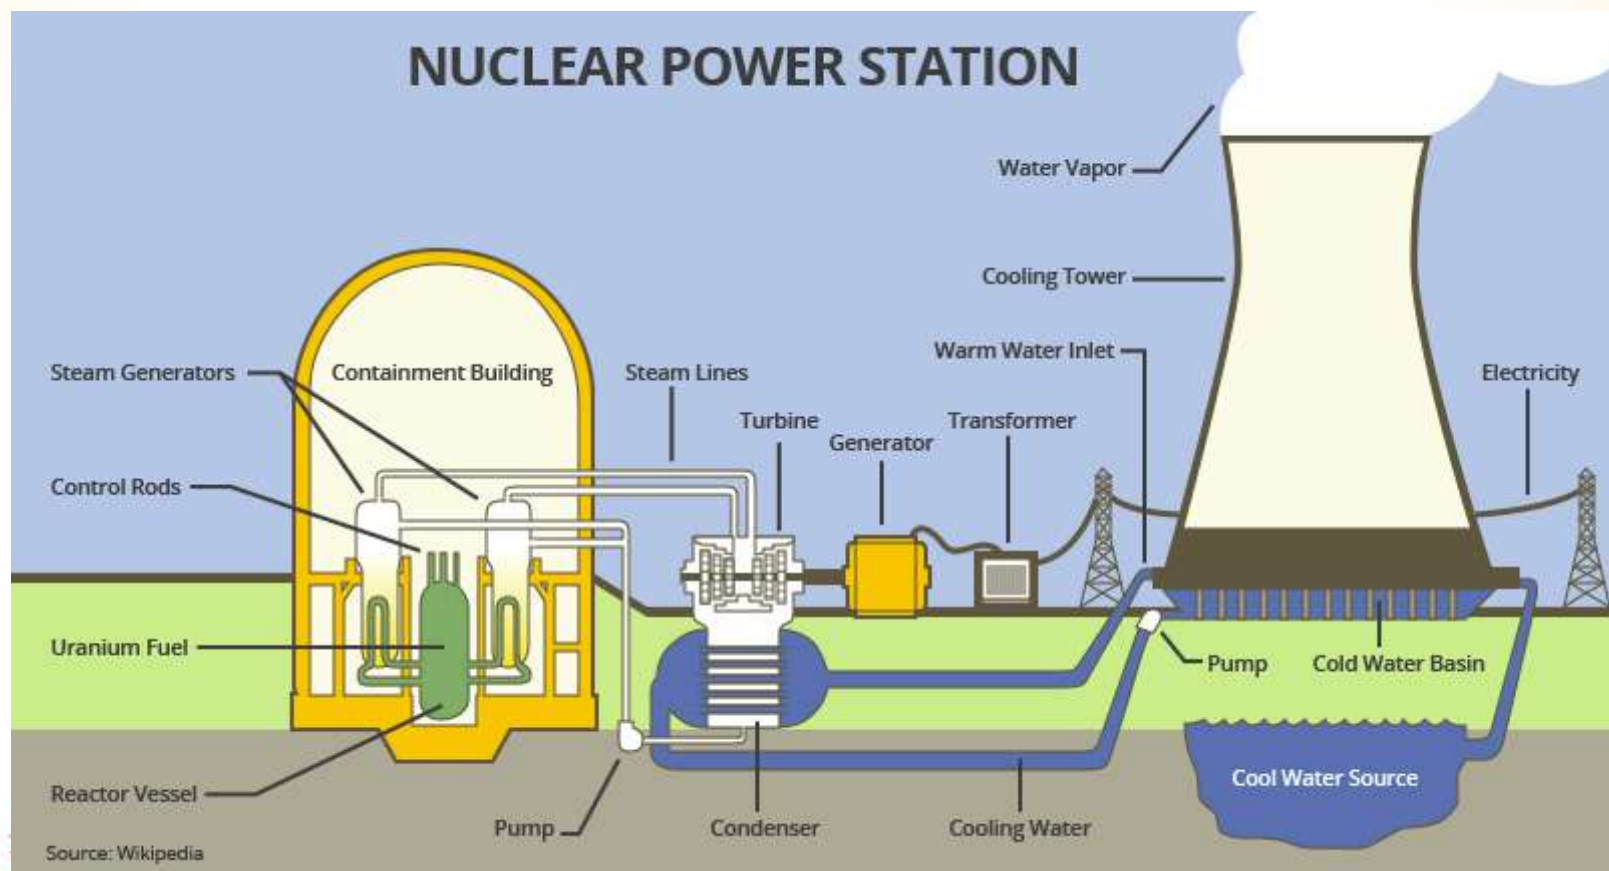 NUCLEAR POWER STATION
Water Vapor
Cooling Tower
Warm Water Inlet
Steam Generators
Containment Building
Steam Lines
Electricity
Turbine
Transformer
Generator
Control Rods
Uranium Fuel
Pump
Cold Water Basin
Cool Water Source
Reactor Vessel
Pump
Condenser
Cooling Water
Source: Wikipedia